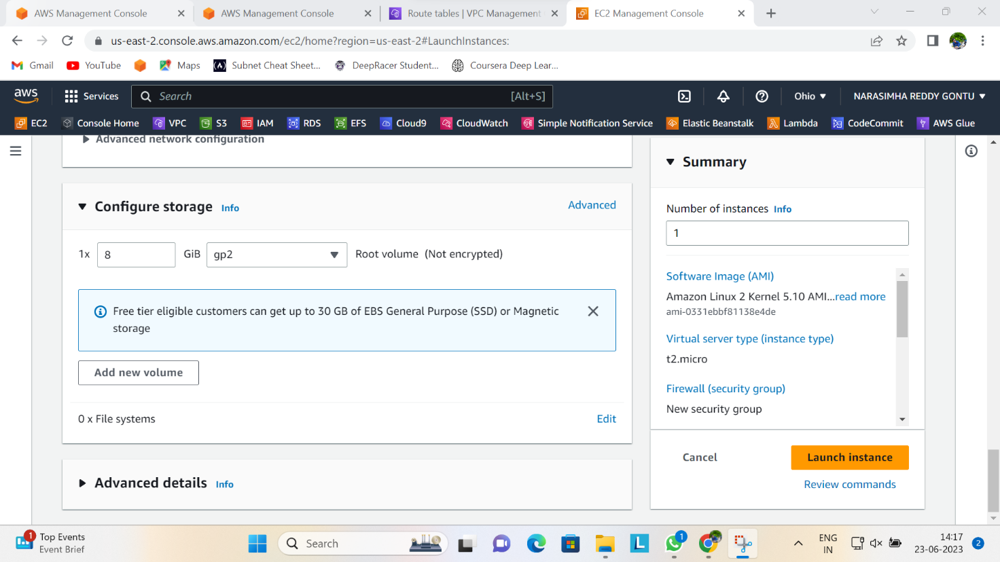 AWS Management Console
AWS Management Console
Route tables | VPC Management
EC2 Management Console
us-east-2.console.aws.amazon.com/ec2/home?region=us-east-2#LaunchInstances:
Gmail
YouTube
Maps
Subnet Cheat Sheet...
DeepRacer Student...
Coursera Deep Lear...
aws
Services
Search
[Alt+S]
Ohio
NARASIMHA REDDY GONTU
EC2
Console Home
VPC
S3
IAM
RDS
EFS
Cloud9
CloudWatch
Simple Notification Service
Elastic Beanstalk
Lambda
CodeCommit
AWS Glue
Advanced network configuration
Configure storage Info
Advanced
1x 8 GiB gp2 Root volume (Not encrypted)
Free tier eligible customers can get up to 30 GB of EBS General Purpose (SSD) or Magnetic
storage
Add new volume
0 x File systems
Edit
Advanced details Info
Summary
Number of instances Info
1
Software Image (AMI)
Amazon Linux 2 Kernel 5.10 AMI...read more
ami-0331ebbf81138e4de
Virtual server type (instance type)
t2.micro
Firewall (security group)
New security group
Cancel
Launch instance
Review commands
1
Top Events
Event Brief
Search
L
1
ENG
IN
14:17
23-06-2023
2